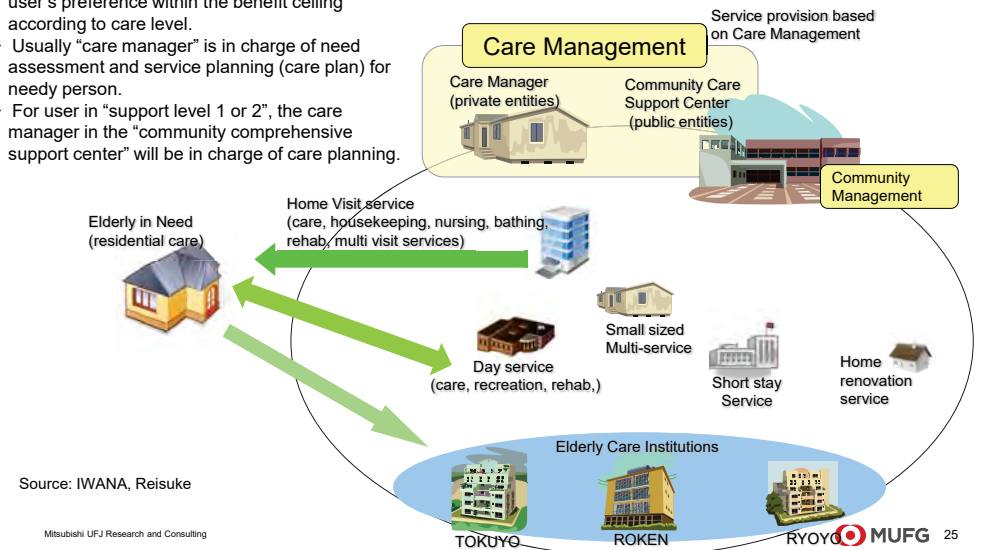 user's preference within the benefit ceiling
according to care level.
Usually “care manager” is in charge of need
assessment and service planning (care plan) for
needy person.
For user in “support level 1 or 2”, the care
manager in the “community comprehensive
support center” will be in charge of care planning.
Service provision based
on Care Management
Care Management
Care Manager
(private entities)
Community Care
Support Center
(public entities)
Community
Management
Elderly in Need
(residential care)
Home Visit service
(care, housekeeping, nursing, bathing,
rehab, multi visit services)
Small sized
Multi-service
Day service
(care, recreation, rehab,)
Short stay
Service
Home
renovation
service
Elderly Care Institutions
TOKUYO
ROKEN
RYOYO
Source: IWANA, Reisuke
Mitsubishi UFJ Research and Consulting
MUFG
25